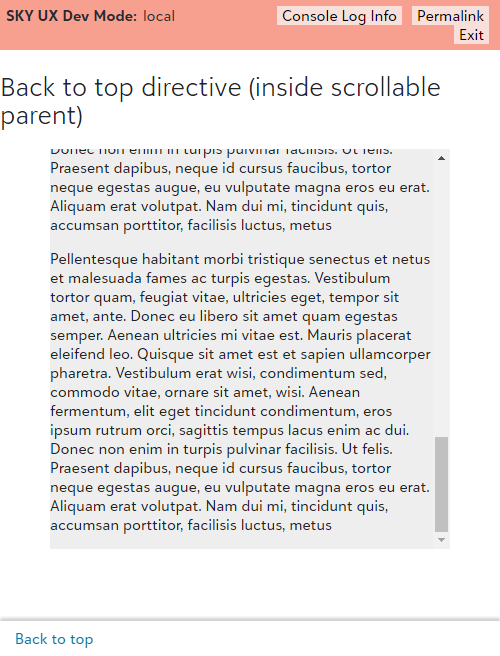 SKY UX Dev Mode: local Console Log Info Permalink
Exit
Back to top directive (inside scrollable
parent)
Donec non enim in turpis pulvinar facilisis. Ut felis.
Praesent dapibus, neque id cursus faucibus, tortor
neque egestas augue, eu vulputate magna eros eu erat.
Aliquam erat volutpat. Nam dui mi, tincidunt quis,
accumsan porttitor, facilisis luctus, metus
Pellentesque habitant morbi tristique senectus et netus
et malesuada fames ac turpis egestas. Vestibulum
tortor quam, feugiat vitae, ultricies eget, tempor sit
amet, ante. Donec eu libero sit amet quam egestas
semper. Aenean ultricies mi vitae est. Mauris placerat
eleifend leo. Quisque sit amet est et sapien ullamcorper
pharetra. Vestibulum erat wisi, condimentum sed,
commodo vitae, ornare sit amet, wisi. Aenean
fermentum, elit eget tincidunt condimentum, eros
ipsum rutrum orci, sagittis tempus lacus enim ac dui.
Donec non enim in turpis pulvinar facilisis. Ut felis.
Praesent dapibus, neque id cursus faucibus, tortor
neque egestas augue, eu vulputate magna eros eu erat.
Aliquam erat volutpat. Nam dui mi, tincidunt quis,
accumsan porttitor, facilisis luctus, metus
Back to top